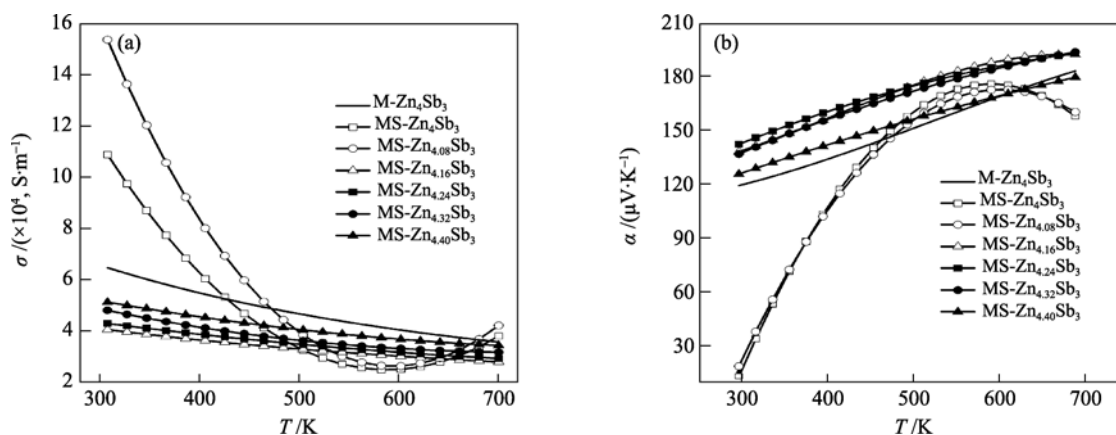 (a)
σ /(×10⁴, S·m⁻¹)
16
14
12
10
8
6
4
2
M-Zn₄Sb₃
MS-Zn₄Sb₃
MS-Zn₄.₀₈Sb₃
MS-Zn₄.₁₆Sb₃
MS-Zn₄.₂₄Sb₃
MS-Zn₄.₃₂Sb₃
MS-Zn₄.₄₀Sb₃
300 400 500 600 700
T /K
(b)
α /(μV·K⁻¹)
210
180
150
120
90
60
30
M-Zn₄Sb₃
MS-Zn₄Sb₃
MS-Zn₄.₀₈Sb₃
MS-Zn₄.₁₆Sb₃
MS-Zn₄.₂₄Sb₃
MS-Zn₄.₃₂Sb₃
MS-Zn₄.₄₀Sb₃
300 400 500 600 700
T /K